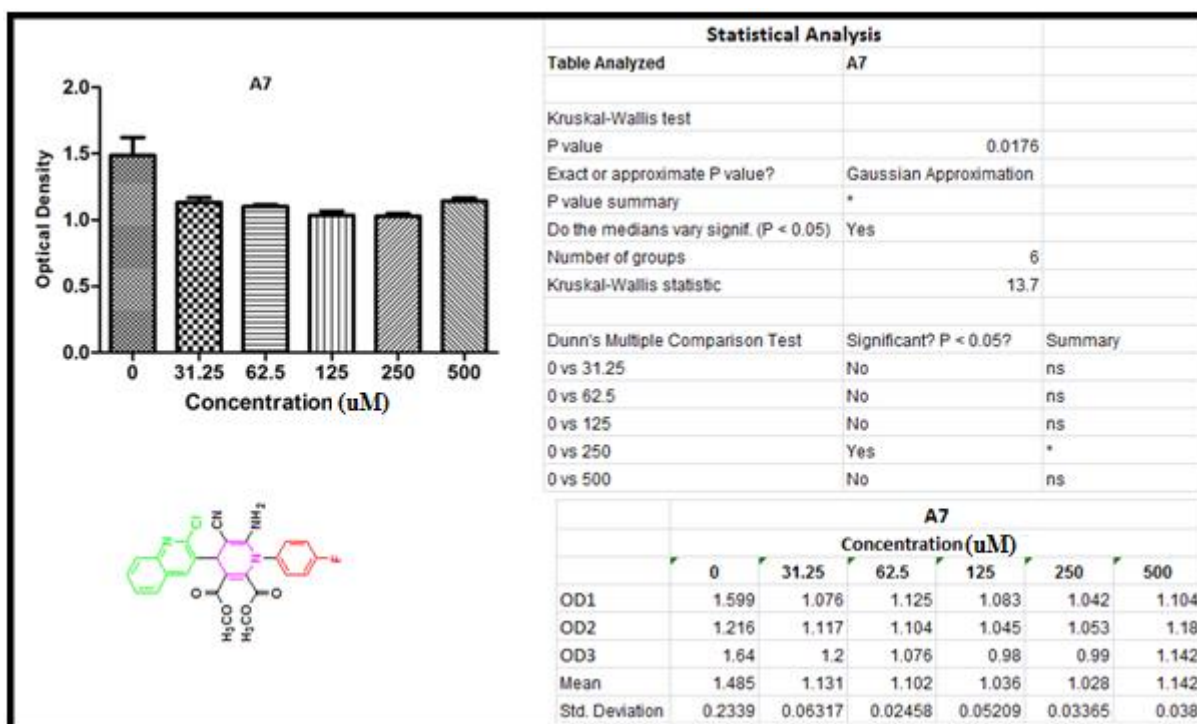 A7
Optical Density
2.0
1.5
1.0
0.5
0.0
0 31.25 62.5 125 250 500
Concentration (uM)
Cl
N
CN
NH2
N
F
O
O
OCH3
H3CO
H3CO
Statistical Analysis
Table Analyzed A7
Kruskal-Wallis test
P value 0.0176
Exact or approximate P value? Gaussian Approximation
P value summary *
Do the medians vary signif. (P < 0.05) Yes
Number of groups 6
Kruskal-Wallis statistic 13.7
Dunn's Multiple Comparison Test Significant? P < 0.05? Summary
0 vs 31.25 No ns
0 vs 62.5 No ns
0 vs 125 No ns
0 vs 250 Yes *
0 vs 500 No ns
A7
Concentration (uM)
0 31.25 62.5 125 250 500
OD1 1.599 1.076 1.125 1.083 1.042 1.104
OD2 1.216 1.117 1.104 1.045 1.053 1.18
OD3 1.64 1.2 1.076 0.98 0.99 1.142
Mean 1.485 1.131 1.102 1.036 1.028 1.142
Std. Deviation 0.2339 0.06317 0.02458 0.05209 0.03365 0.038